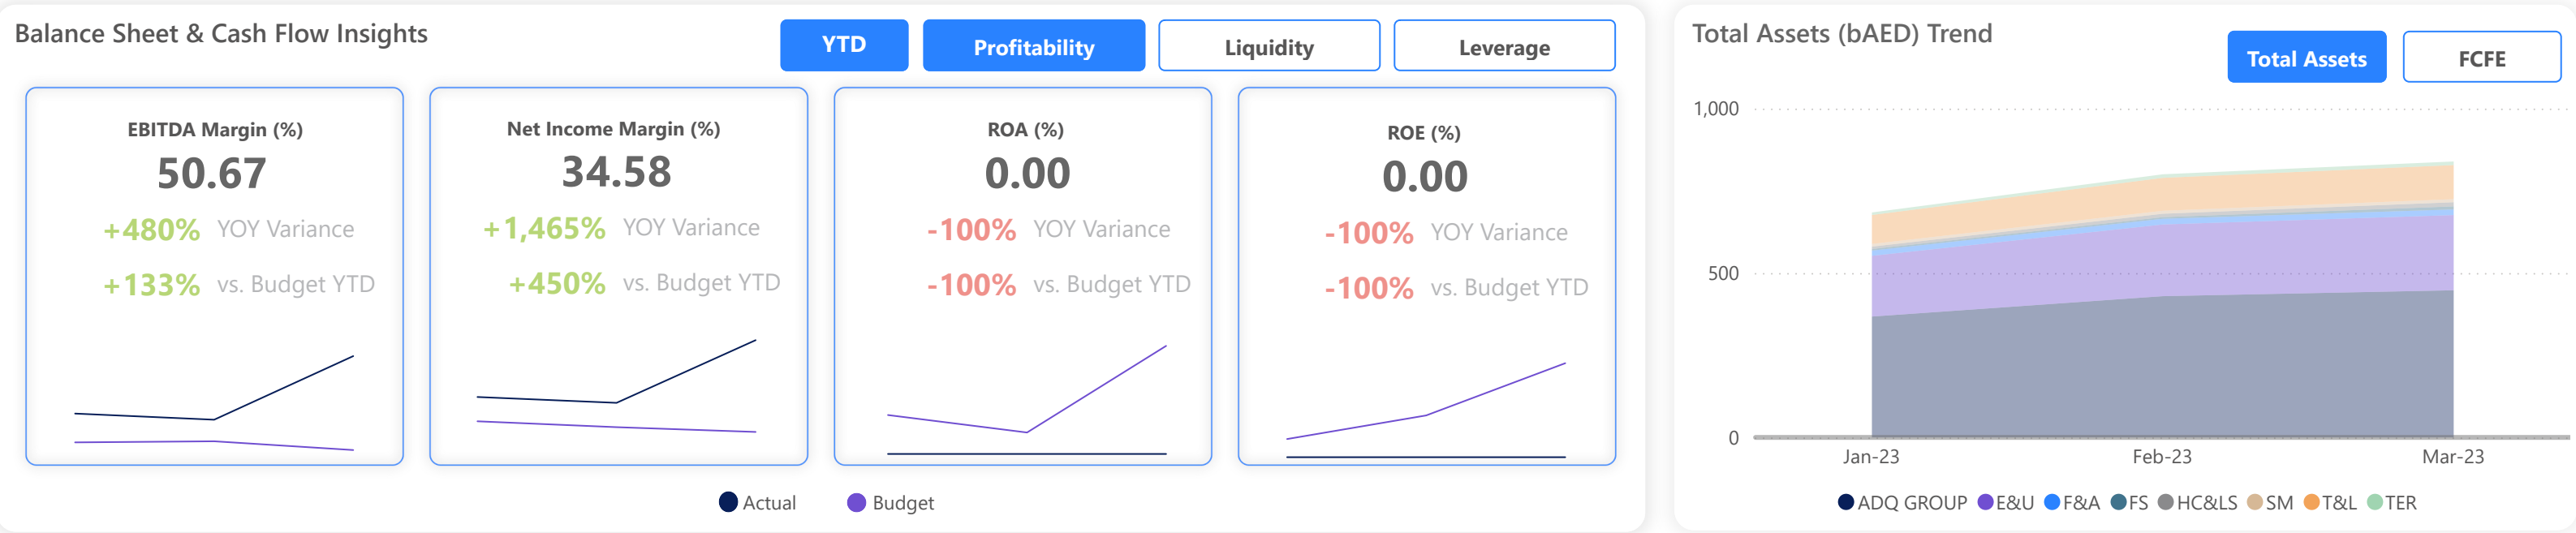 Balance Sheet & Cash Flow Insights
YTD
Profitability
Liquidity
Leverage
EBITDA Margin (%)
50.67
+480% YOY Variance
+133% vs. Budget YTD
Net Income Margin (%)
34.58
+1,465% YOY Variance
+450% vs. Budget YTD
ROA (%)
0.00
-100% YOY Variance
-100% vs. Budget YTD
ROE (%)
0.00
-100% YOY Variance
-100% vs. Budget YTD
Actual Budget
Total Assets (bAED) Trend
Total Assets
FCFE
1,000
500
0
Jan-23 Feb-23 Mar-23
ADQ GROUP E&U F&A FS HC&LS SM T&L TER